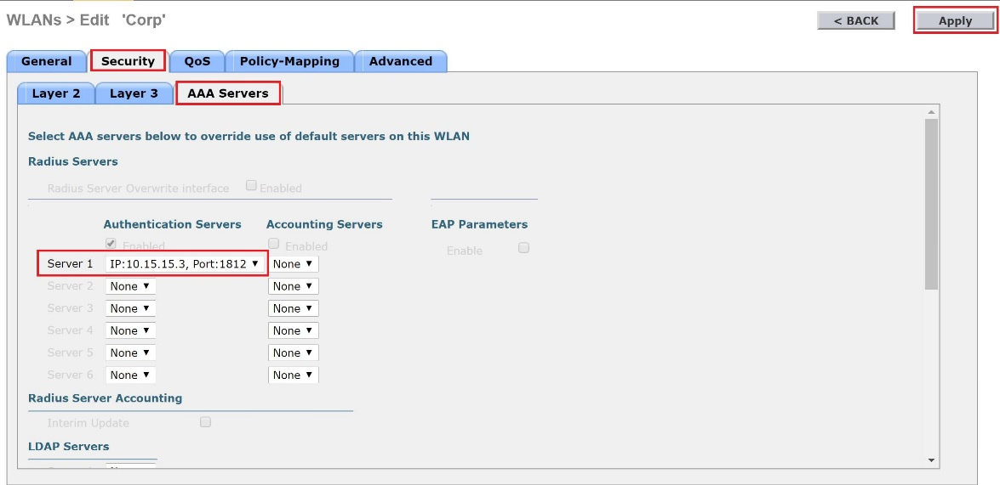 WLANs > Edit 'Corp'
< BACK
Apply
General
Security
QoS
Policy-Mapping
Advanced
Layer 2
Layer 3
AAA Servers
Select AAA servers below to override use of default servers on this WLAN
Radius Servers
Radius Server Overwrite interface Enabled
Authentication Servers Accounting Servers EAP Parameters
Enabled Enabled Enable
Server 1 IP:10.15.15.3, Port:1812 None
Server 2 None None
Server 3 None None
Server 4 None None
Server 5 None None
Server 6 None None
Radius Server Accounting
Interim Update
LDAP Servers